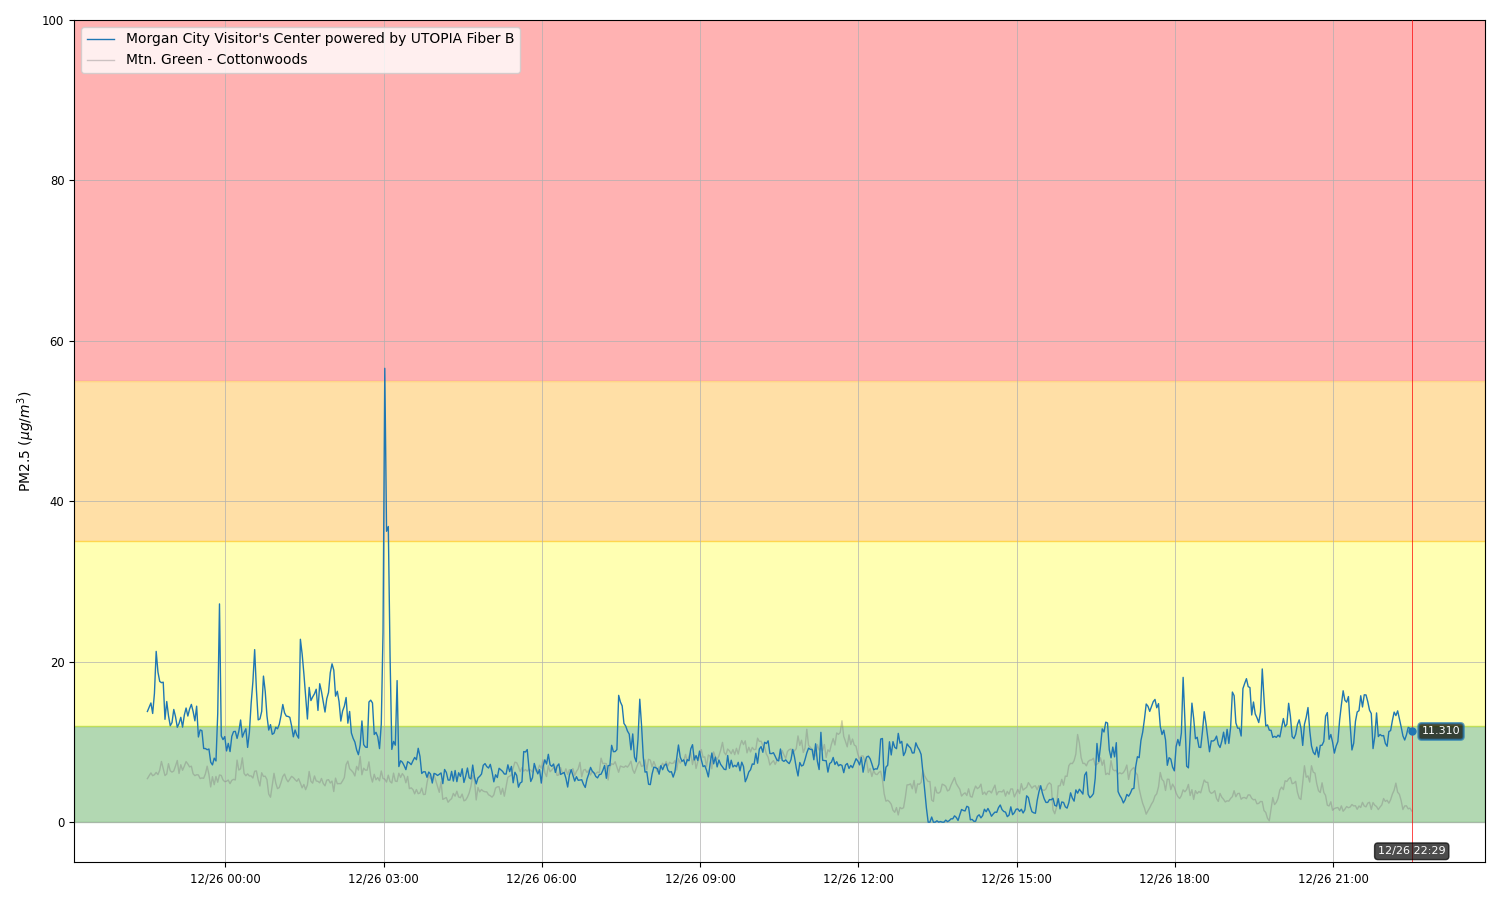 100
80
60
40
20
0
PM2.5 (μg/m³)
Morgan City Visitor's Center powered by UTOPIA Fiber B
Mtn. Green - Cottonwoods
11.310
12/26 22:29
12/26 00:00 12/26 03:00 12/26 06:00 12/26 09:00 12/26 12:00 12/26 15:00 12/26 18:00 12/26 21:00